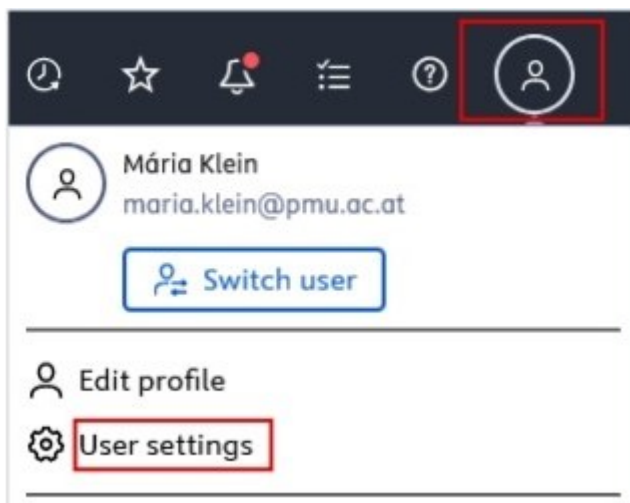 Mária Klein
maria.klein@pmu.ac.at
Switch user
Edit profile
User settings